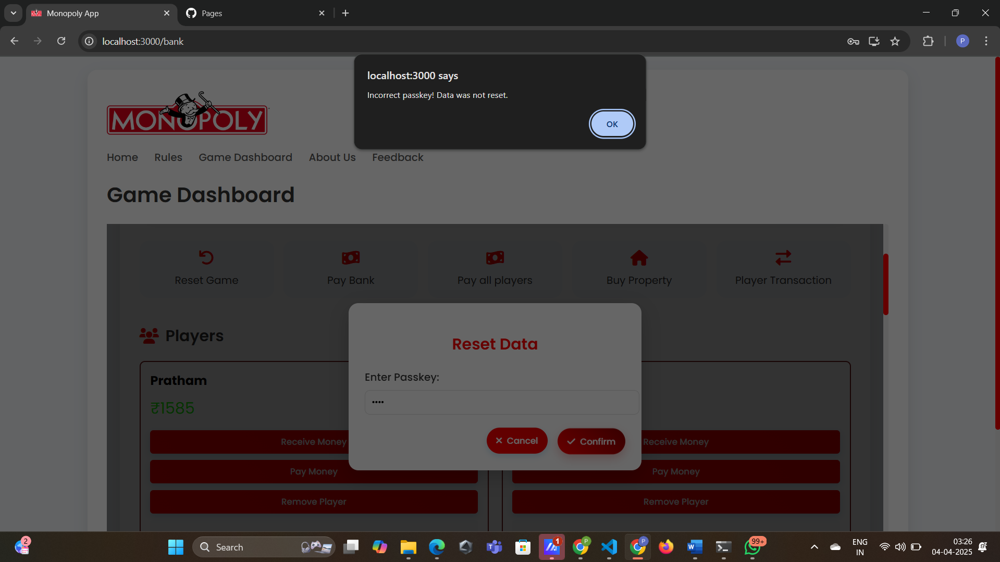 Monopoly App
Pages
localhost:3000/bank
P
localhost:3000 says
Incorrect passkey! Data was not reset.
OK
MONOPOLY
Home Rules Game Dashboard About Us Feedback
Game Dashboard
Reset Game Pay Bank Pay all players Buy Property Player Transaction
Players
Reset Data
Enter Passkey:
••••
Cancel Confirm
Pratham
₹1585
Receive Money Receive Money
Pay Money Pay Money
Remove Player Remove Player
2
Search
1
P
P
99+
ENG
IN
03:26
04-04-2025